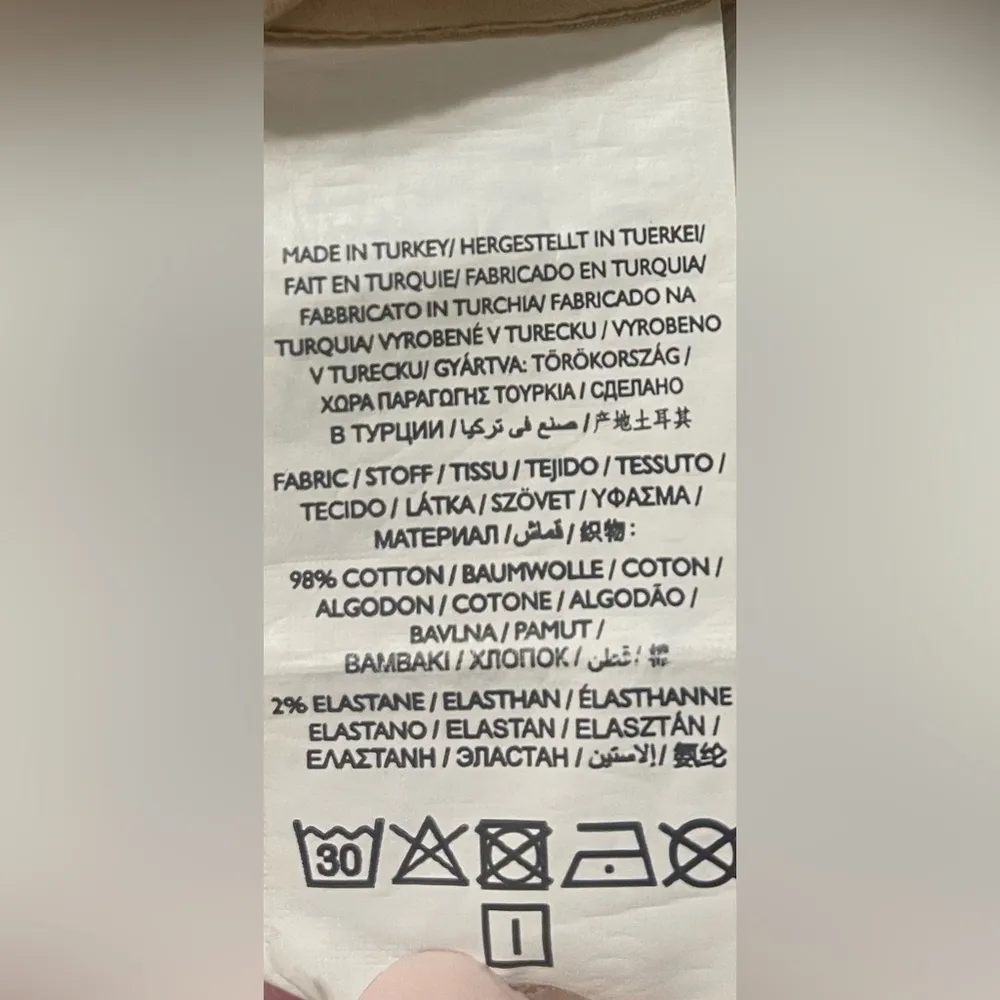 MADE IN TURKEY/ HERGESTELLT IN TUERKEI/
FAIT EN TURQUIE/ FABRICADO EN TURQUIA/
FABBRICATO IN TURCHIA/ FABRICADO NA
TURQUIA/ VYROBENÉ V TURECKU / VYROBENO
V TURECKU/ GYÁRTVA: TÖRÖKORSZÁG /
ΧΩΡΑ ΠΑΡΑΓΩΓΗΣ ΤΟΥΡΚΙΑ / СДЕЛАНО
В ТУРЦИИ / صنع في تركيا / 产地土耳其
FABRIC / STOFF / TISSU / TEJIDO / TESSUTO /
TECIDO / LÁTKA / SZÖVET / ΥΦΑΣΜΑ /
МАТЕРИАЛ / قماش / 织物 :
98% COTTON / BAUMWOLLE / COTON /
ALGODON / COTONE / ALGODÃO /
BAVLNA / PAMUT /
BAMBAKI / ХЛОПОК / قطن /
2% ELASTANE / ELASTHAN / ÉLASTHANNE
ELASTANO / ELASTAN / ELASZTÁN /
ΕΛΑΣΤΑΝΗ / ЭЛАСТАН / إلاستين / 氨纶
30